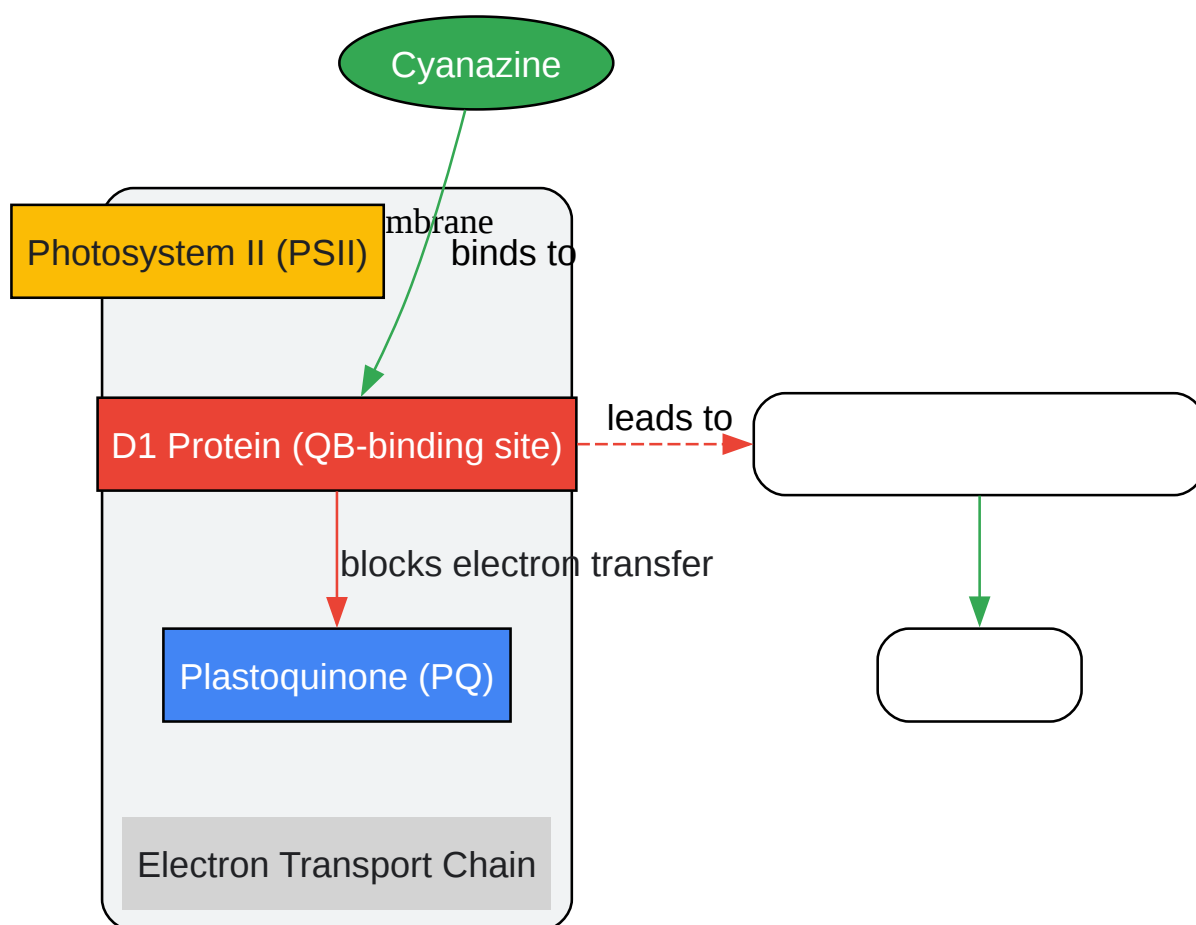 Cyanazine
mbrane
Photosystem II (PSII)
binds to
D1 Protein (QB-binding site)
leads to
blocks electron transfer
Plastoquinone (PQ)
Electron Transport Chain